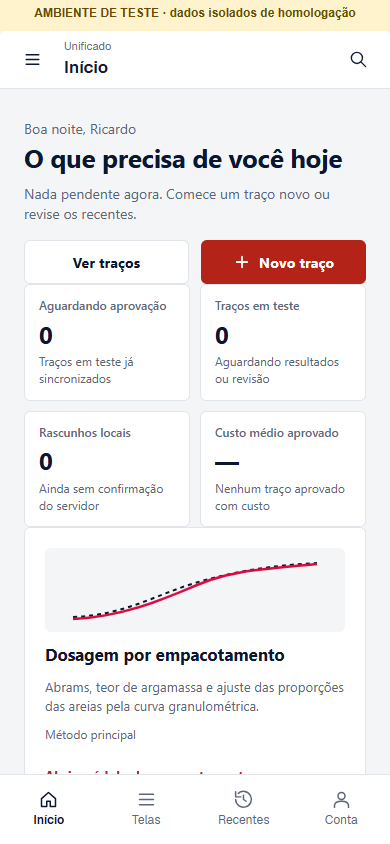 AMBIENTE DE TESTE · dados isolados de homologação
Unificado
Início
Boa noite, Ricardo
O que precisa de você hoje
Nada pendente agora. Comece um traço novo ou
revise os recentes.
Ver traços
Novo traço
Aguardando aprovação
0
Traços em teste já
sincronizados
Traços em teste
0
Aguardando resultados
ou revisão
Rascunhos locais
0
Ainda sem confirmação
do servidor
Custo médio aprovado
—
Nenhum traço aprovado
com custo
Dosagem por empacotamento
Abrams, teor de argamassa e ajuste das proporções
das areias pela curva granulométrica.
Método principal
Início
Telas
Recentes
Conta